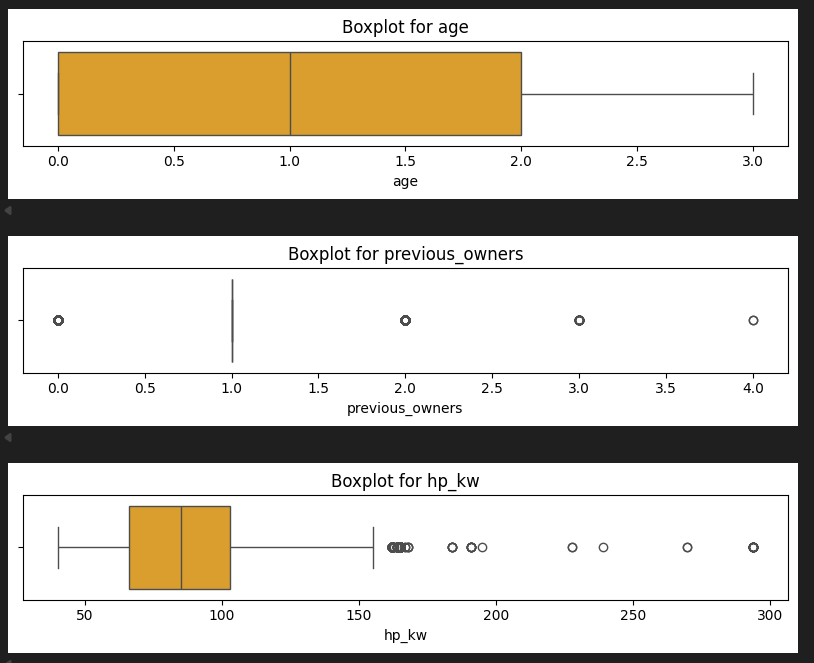 Boxplot for age
0.0 0.5 1.0 1.5 2.0 2.5 3.0
age
Boxplot for previous_owners
0.0 0.5 1.0 1.5 2.0 2.5 3.0 3.5 4.0
previous_owners
Boxplot for hp_kw
50 100 150 200 250 300
hp_kw